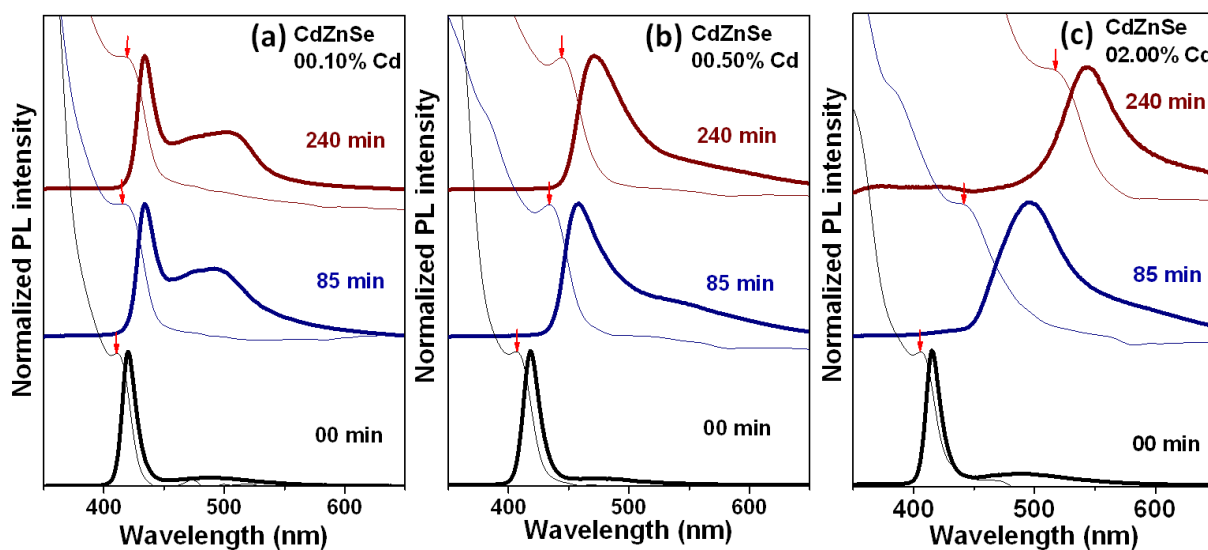 Normalized PL intensity
(a) CdZnSe
00.10% Cd
240 min
85 min
00 min
400 500 600
Wavelength (nm)
Normalized PL intensity
(b) CdZnSe
00.50% Cd
240 min
85 min
00 min
400 500 600
Wavelength (nm)
Normalized PL intensity
(c) CdZnSe
02.00% Cd
240 min
85 min
00 min
400 500 600
Wavelength (nm)